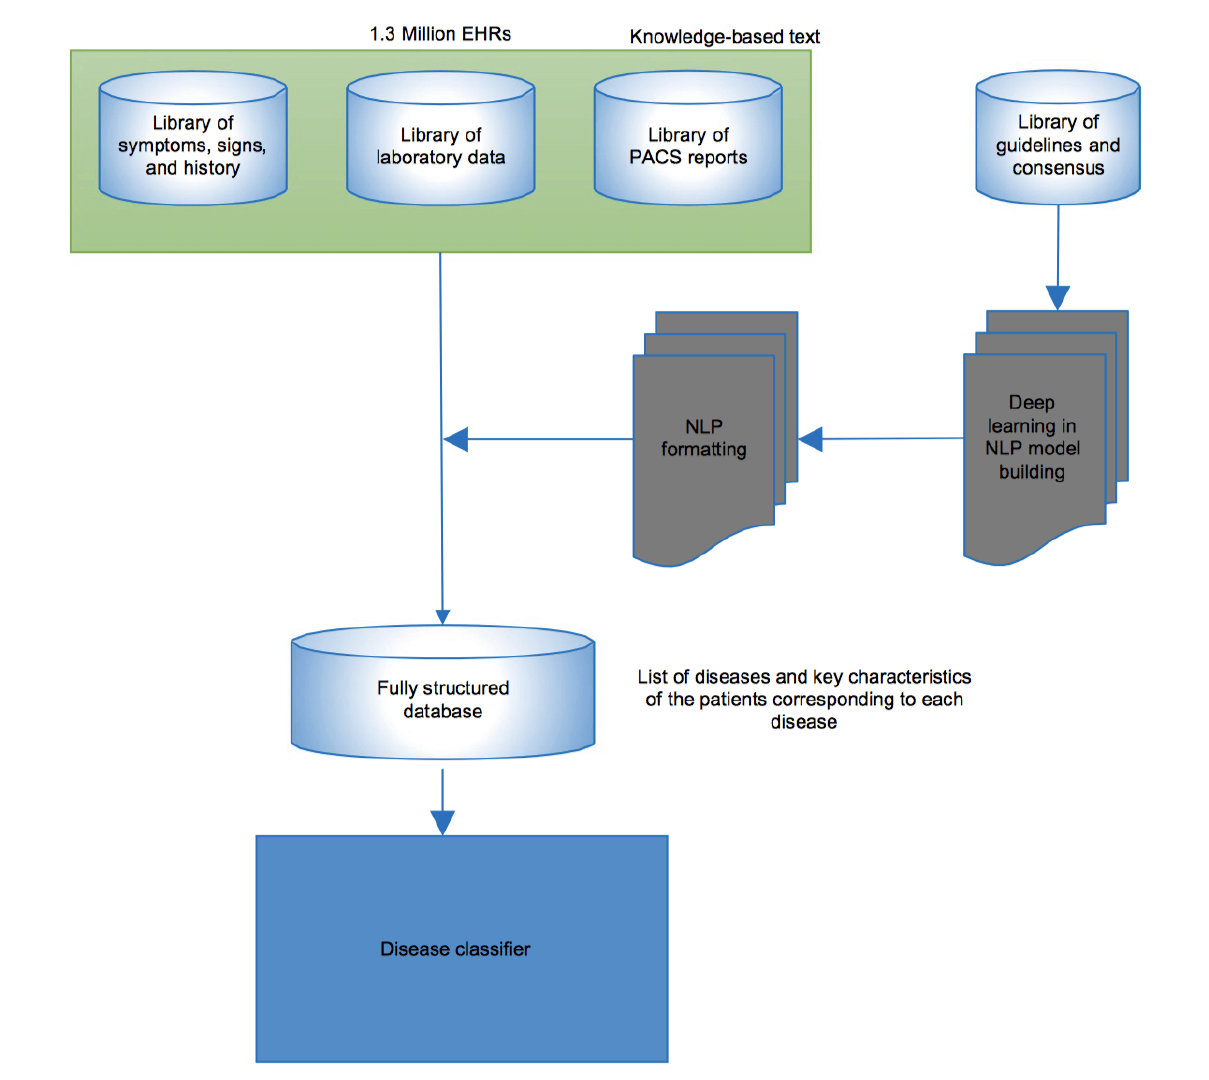 1.3 Million EHRs
Knowledge-based text
Library of
symptoms, signs,
and history
Library of
laboratory data
Library of
PACS reports
Library of
guidelines and
consensus
NLP
formatting
Deep
learning in
NLP model
building
Fully structured
database
List of diseases and key characteristics
of the patients corresponding to each
disease
Disease classifier